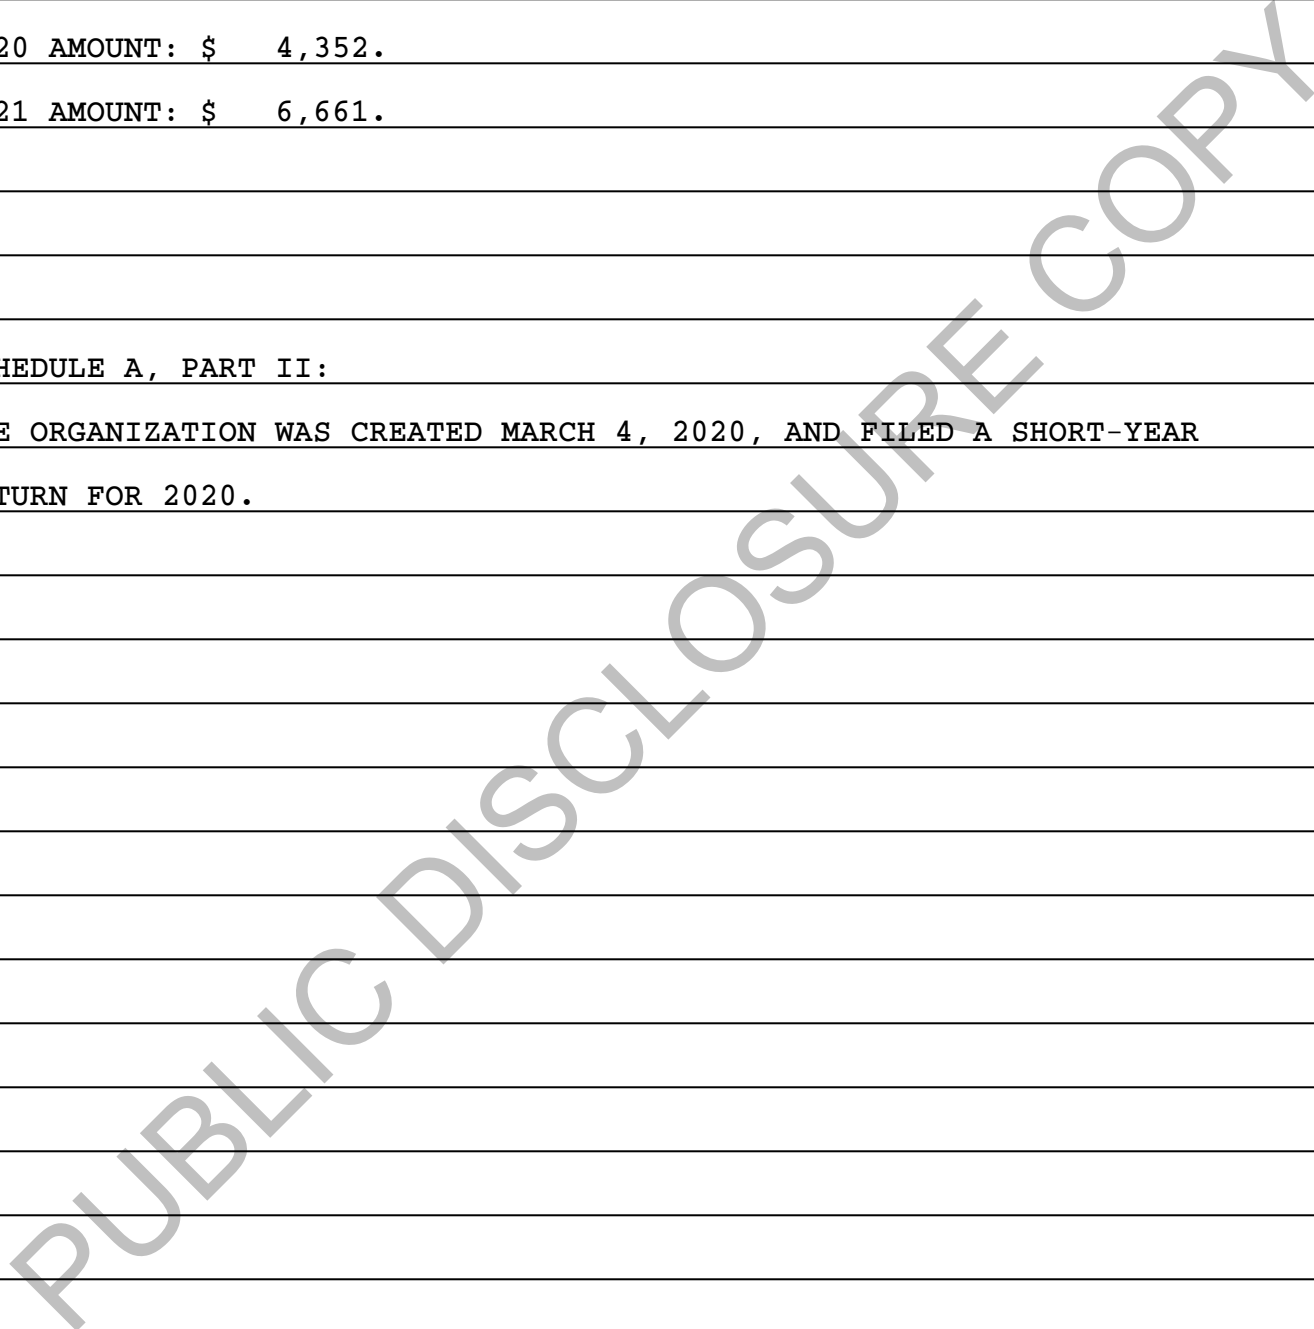 20 AMOUNT: $ 4,352.
21 AMOUNT: $ 6,661.
HEDULE A, PART II:
E ORGANIZATION WAS CREATED MARCH 4, 2020, AND FILED A SHORT-YEAR
TURN FOR 2020.
PUBLIC DISCLOSURE COPY